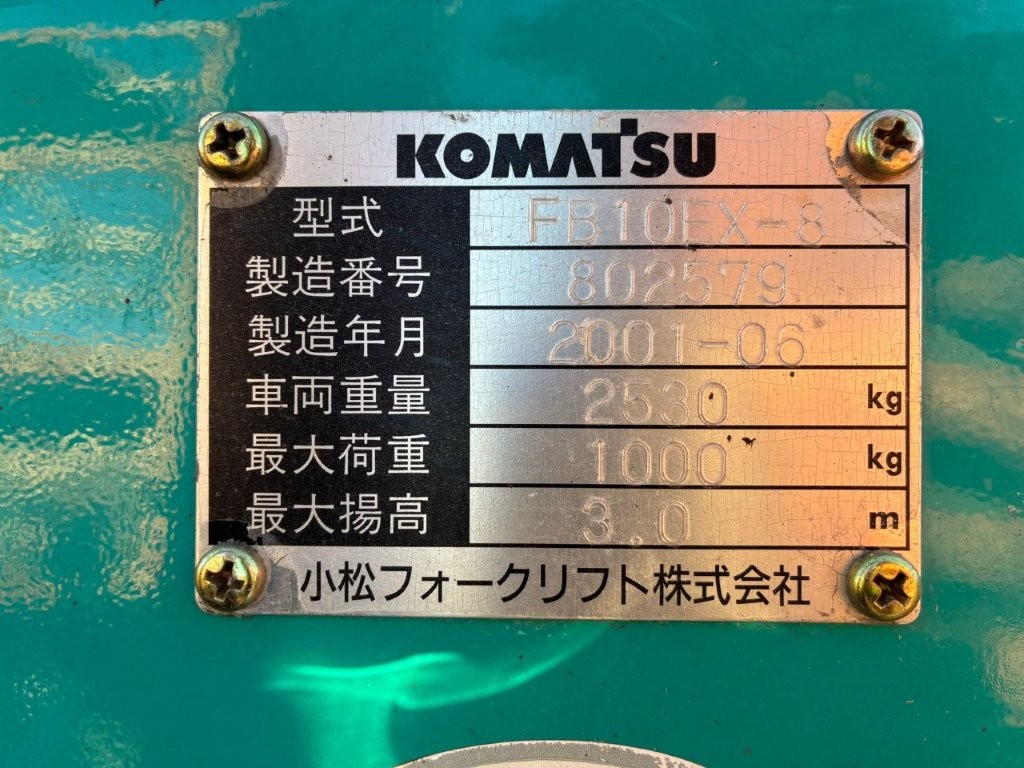 KOMATSU
型式 FB10EX-8
製造番号 802579
製造年月 2001-06
車両重量 2530 kg
最大荷重 1000 kg
最大揚高 3.0 m
小松フォークリフト株式会社